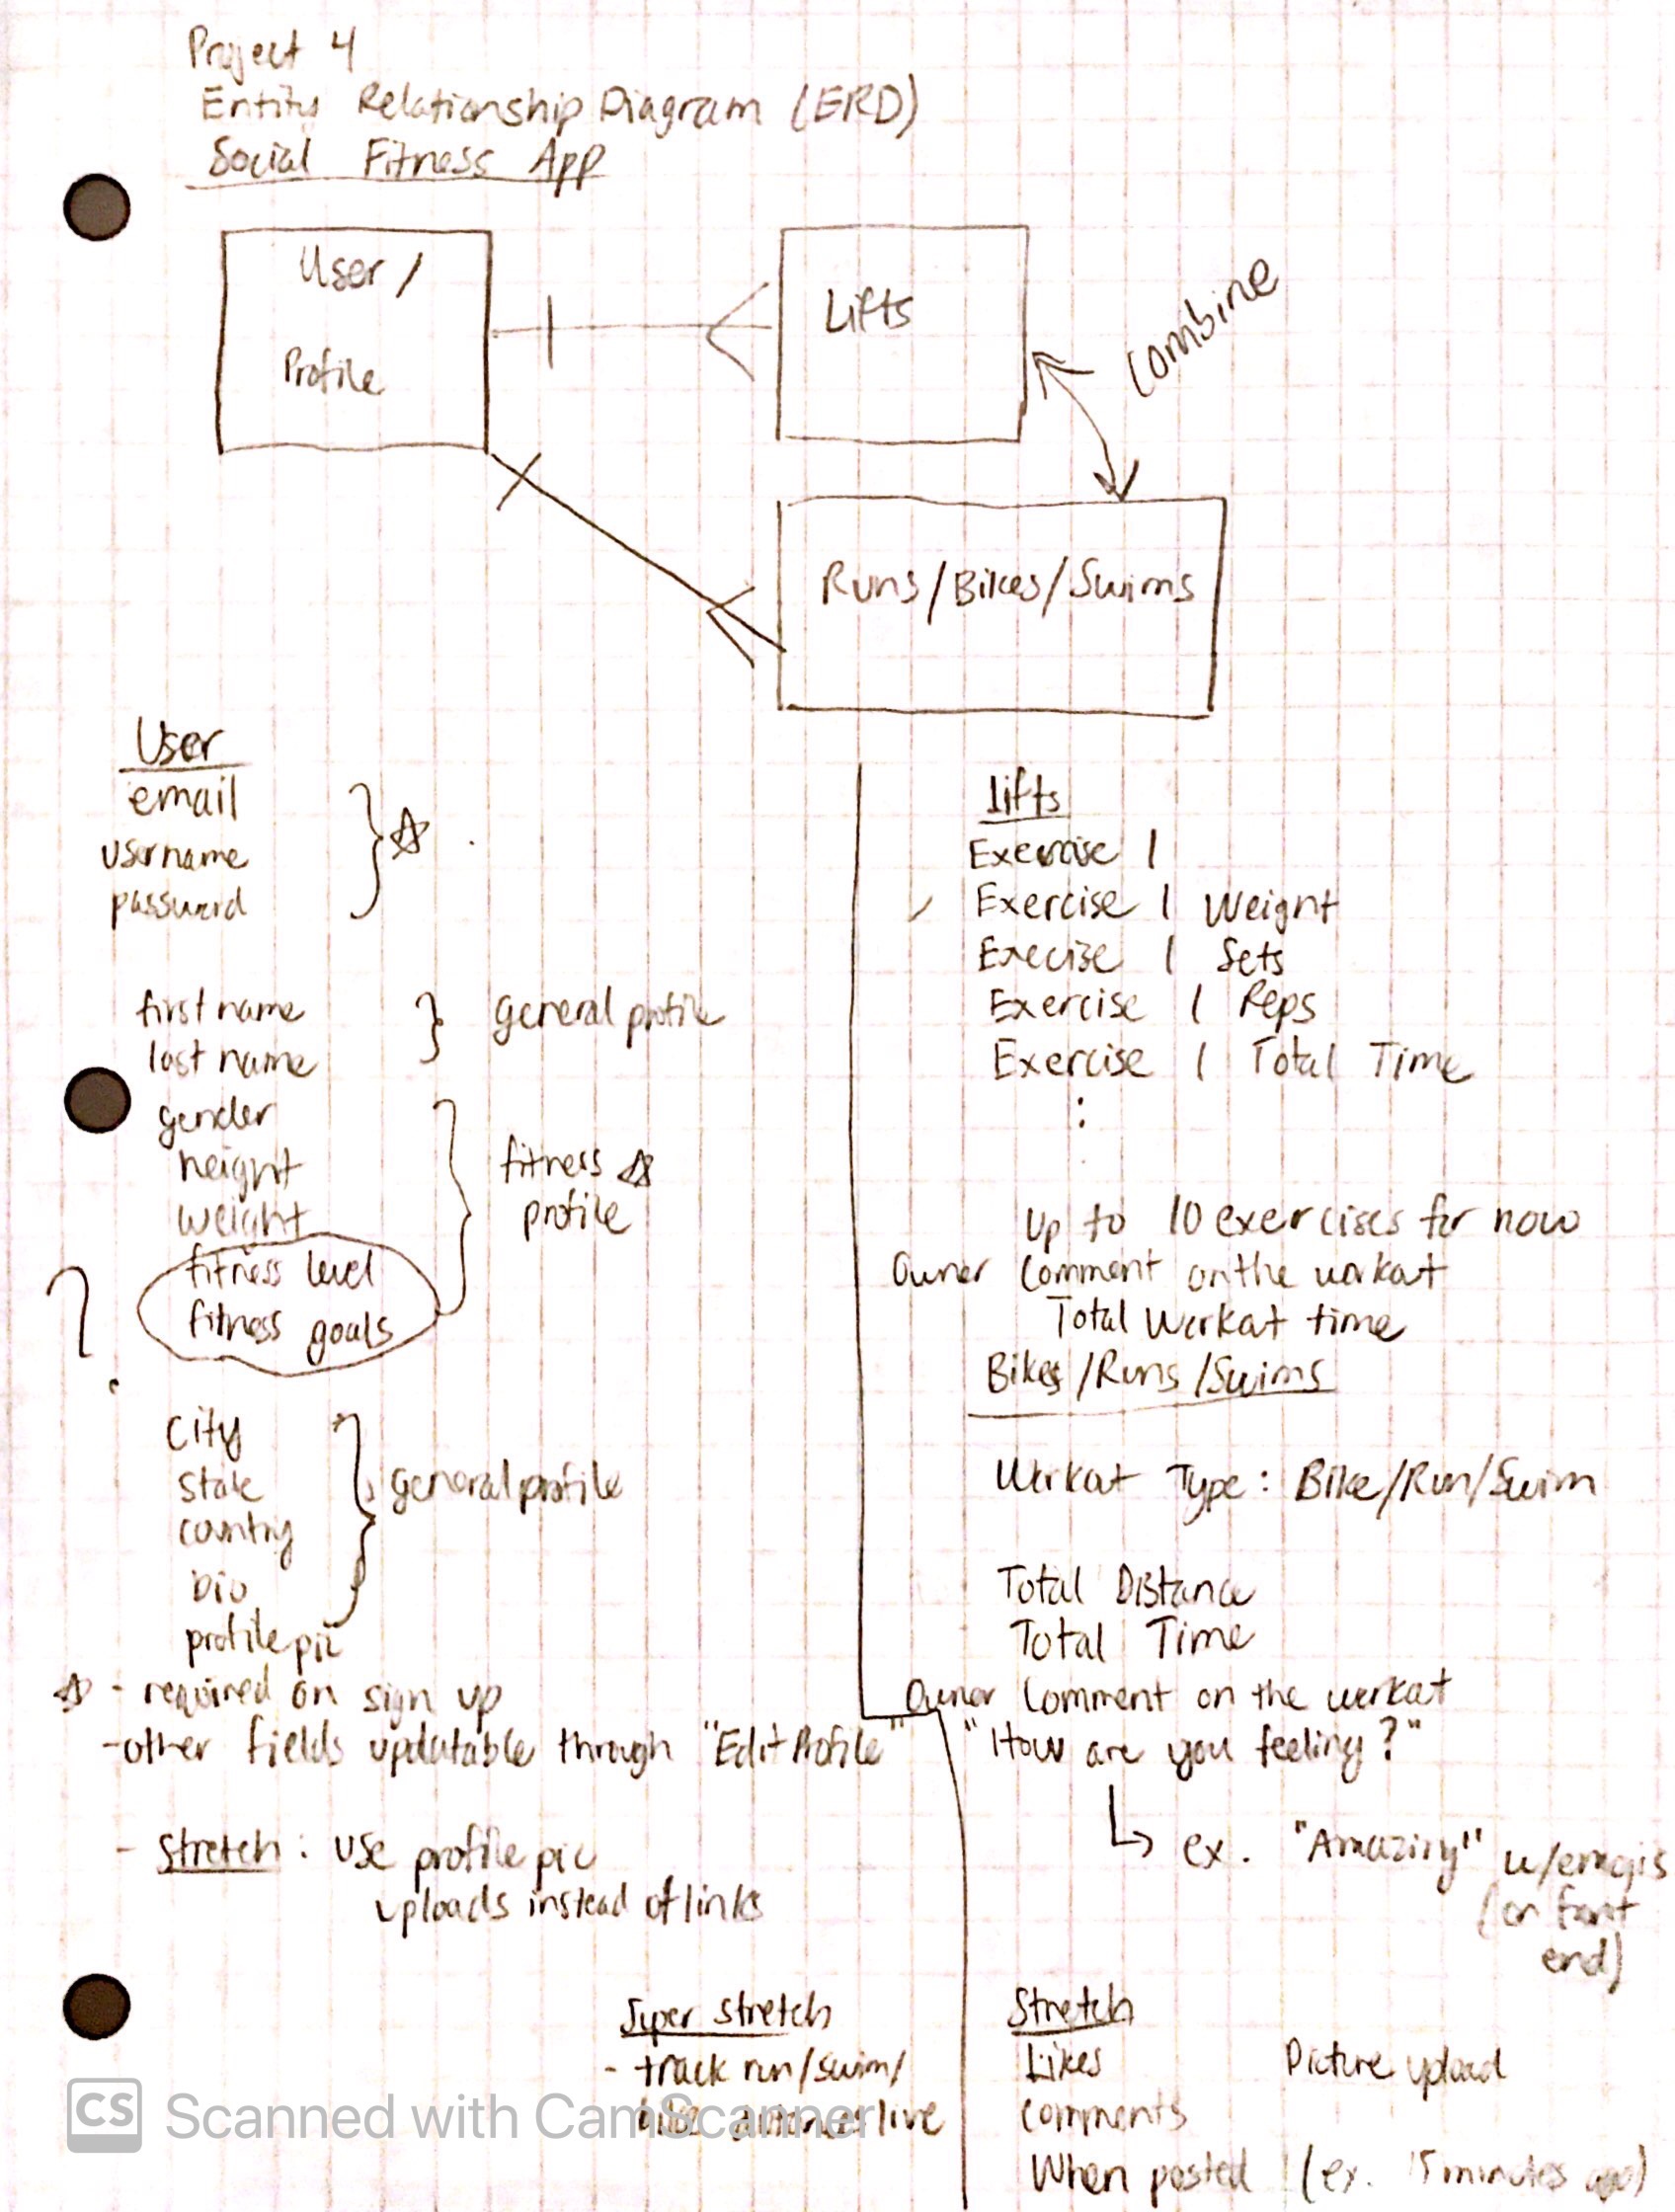 Project 4
Entity Relationship Diagram (ERD)
Social Fitness App
User /
Profile
Lifts
Combine
Runs/Bikes/Swims
User
email
username
password
first name
last name
general profile
gender
height
weight
fitness level
fitness goals
fitness ☆
profile
?
city
state
country
bio
profile pic
general profile
☆ - required on sign up
- other fields updatable through "Edit Profile"
- Stretch: Use profile pic
uploads instead of links
Super stretch
- track run/swim/
bike distances live
Lifts
Exercise 1
Exercise 1 Weight
Execise 1 Sets
Exercise 1 Reps
Exercise 1 Total Time
:
Up to 10 exercises for now
Owner Comment on the workout
Total Workout time
Bikes/Runs/Swims
Workout Type: Bike/Run/Swim
Total Distance
Total Time
Owner Comment on the workout
"How are you feeling?"
ex. "Amazing" w/emojis
(on front
end)
Stretch
Likes
Picture upload
comments
When posted (ex. 15 minutes ago)
CS Scanned with CamScanner